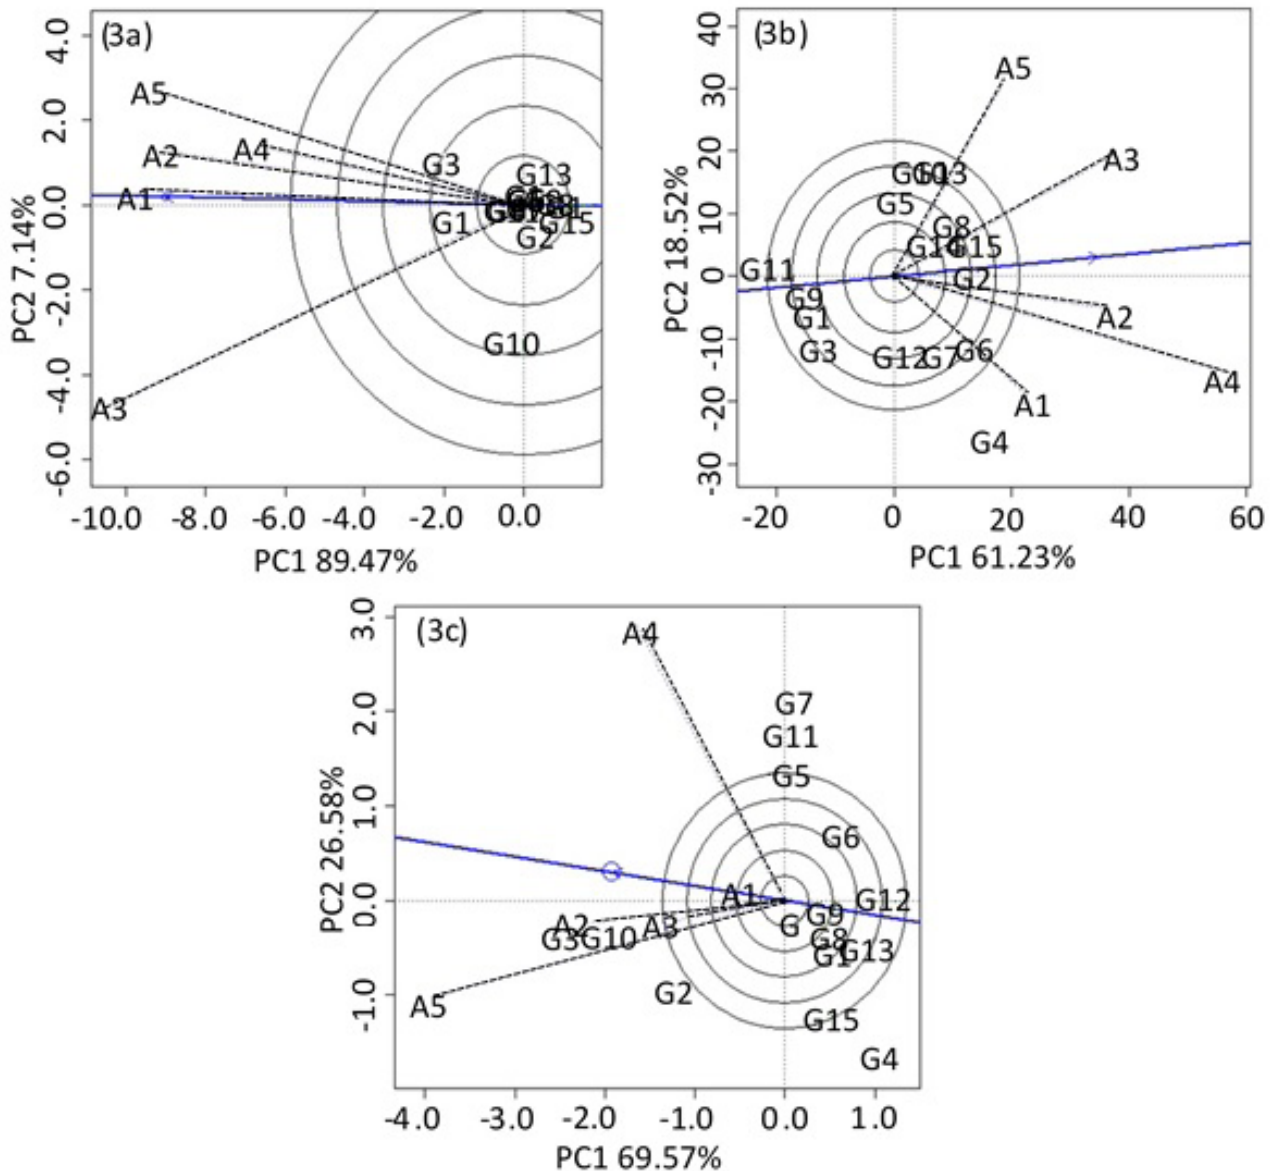 (3a)
4.0
2.0
0.0
-2.0
-4.0
-6.0
PC2 7.14%
A5
A2
A4
A1
A3
G3
G13
G1
G15
G2
G10
-10.0 -8.0 -6.0 -4.0 -2.0 0.0
PC1 89.47%
(3b)
40
30
20
10
0
-10
-20
-30
PC2 18.52%
A5
A3
G13
G5
G8
G15
G11
G2
G9
G1
A2
G3
G12
G7
G6
A4
A1
G4
-20 0 20 40 60
PC1 61.23%
(3c)
3.0
2.0
1.0
0.0
-1.0
PC2 26.58%
A4
G7
G11
G5
G6
A1
G12
A2
A3
G9
G
G3
G10
G8
G1
G13
A5
G2
G15
G4
-4.0 -3.0 -2.0 -1.0 0.0 1.0
PC1 69.57%